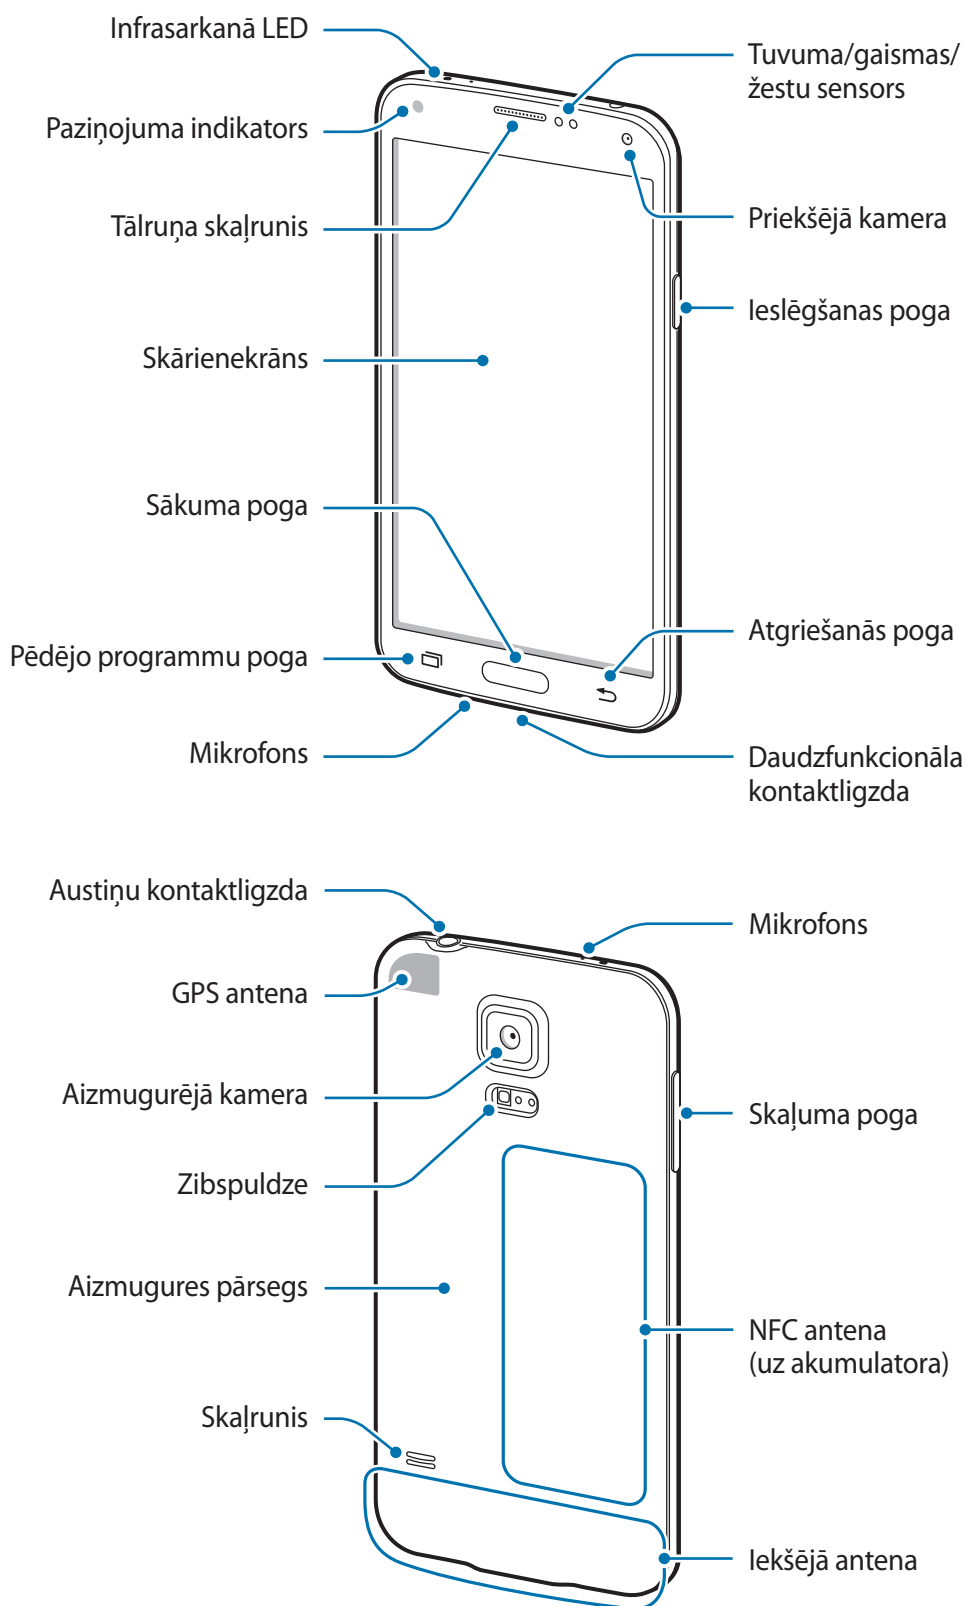 Infrasarkanā LED
Tuvuma/gaismas/
žestu sensors
Paziņojuma indikators
Tālruņa skaļrunis
Priekšējā kamera
Ieslēgšanas poga
Skārienekrāns
Sākuma poga
Atgriešanās poga
Pēdējo programmu poga
Mikrofons
Daudzfunkcionāla
kontaktligzda
Austiņu kontaktligzda
Mikrofons
GPS antena
Aizmugurējā kamera
Skaļuma poga
Zibspuldze
Aizmugures pārsegs
NFC antena
(uz akumulatora)
Skaļrunis
Iekšējā antena